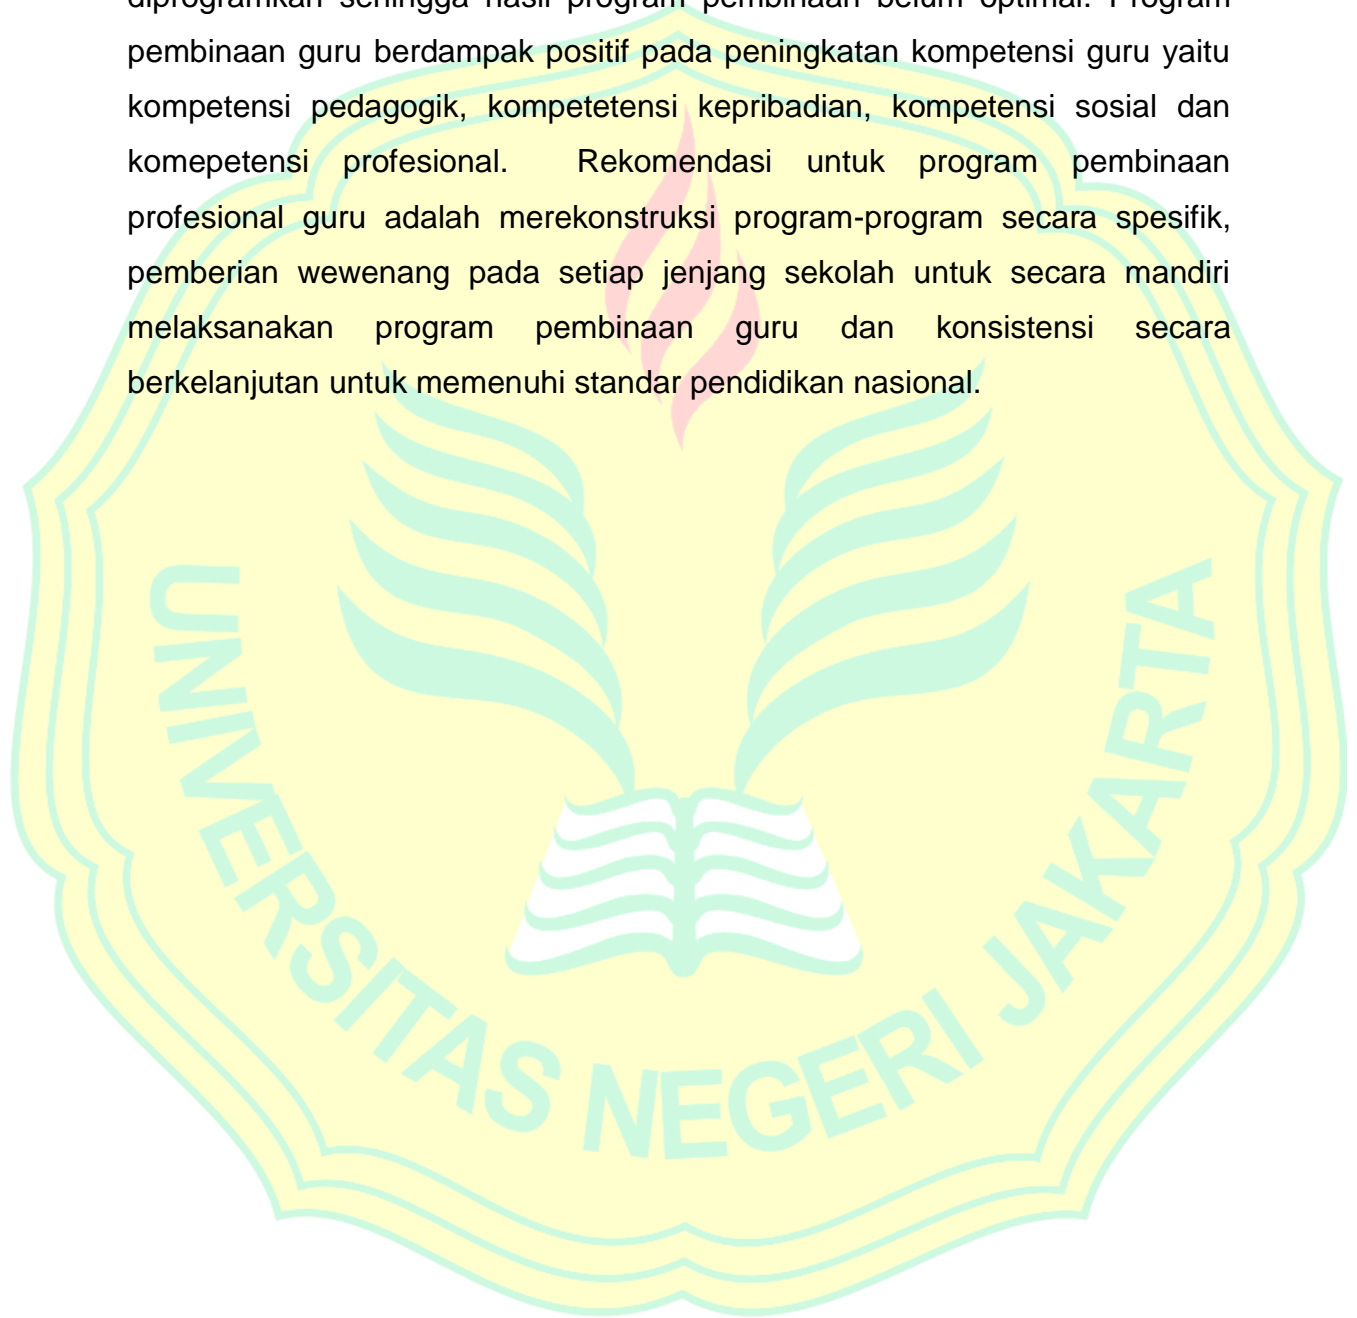 diprogramkan sehingga hasil program pembinaan belum optimal. Program
pembinaan guru berdampak positif pada peningkatan kompetensi guru yaitu
kompetensi pedagogik, kompetetensi kepribadian, kompetensi sosial dan
komepetensi profesional. Rekomendasi untuk program pembinaan
profesional guru adalah merekonstruksi program-program secara spesifik,
pemberian wewenang pada setiap jenjang sekolah untuk secara mandiri
melaksanakan program pembinaan guru dan konsistensi secara
berkelanjutan untuk memenuhi standar pendidikan nasional.
UNIVERSITAS NEGERI JAKARTA